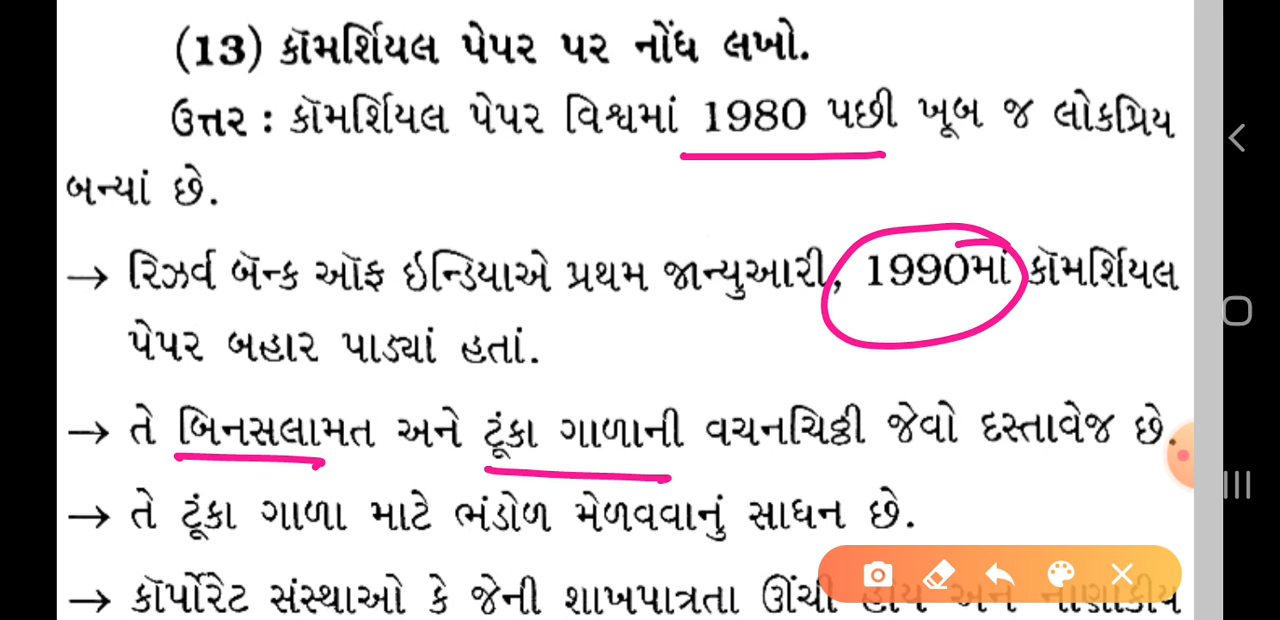 (13) કૉમર્શિયલ પેપર પર નોંધ લખો.
ઉત્તર : કૉમર્શિયલ પેપર વિશ્વમાં 1980 પછી ખૂબ જ લોકપ્રિય
બન્યાં છે.
→ રિઝર્વ બૅન્ક ઑફ ઇન્ડિયાએ પ્રથમ જાન્યુઆરી, 1990માં કૉમર્શિયલ
પેપર બહાર પાડ્યાં હતાં.
→ તે બિનસલામત અને ટૂંકા ગાળાની વચનચિઠ્ઠી જેવો દસ્તાવેજ છે.
→ તે ટૂંકા ગાળા માટે ભંડોળ મેળવવાનું સાધન છે.
→ કૉર્પોરેટ સંસ્થાઓ કે જેની શાખપાત્રતા ઊંચી હોય અને નાણાકીય